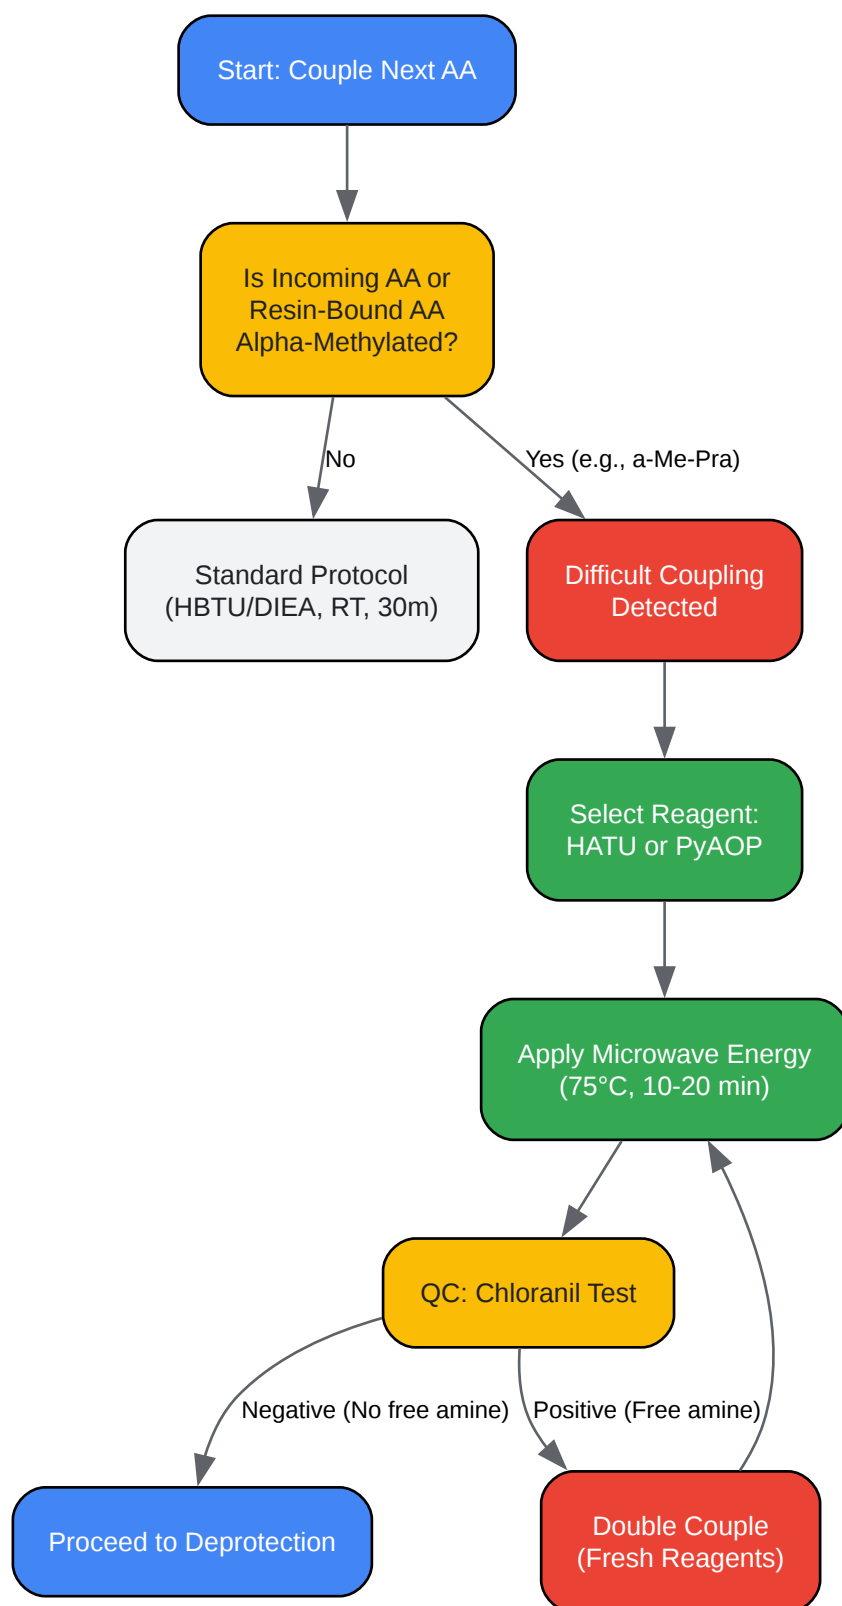 Start: Couple Next AA
Is Incoming AA or
Resin-Bound AA
Alpha-Methylated?
No
Yes (e.g., a-Me-Pra)
Standard Protocol
(HBTU/DIEA, RT, 30m)
Difficult Coupling
Detected
Select Reagent:
HATU or PyAOP
Apply Microwave Energy
(75°C, 10-20 min)
QC: Chloranil Test
Negative (No free amine)
Positive (Free amine)
Proceed to Deprotection
Double Couple
(Fresh Reagents)